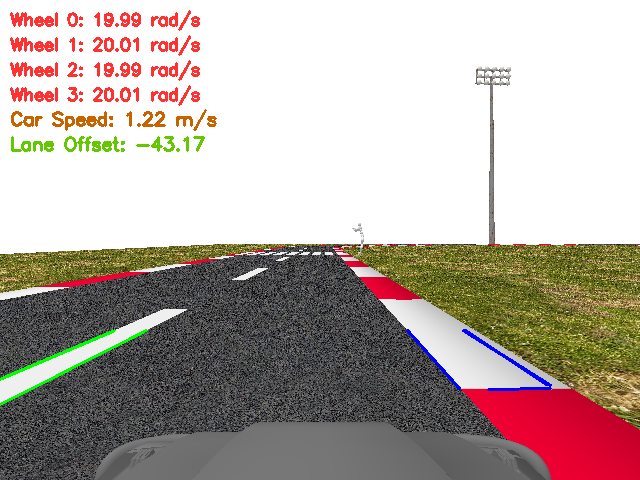 Wheel 0: 19.99 rad/s
Wheel 1: 20.01 rad/s
Wheel 2: 19.99 rad/s
Wheel 3: 20.01 rad/s
Car Speed: 1.22 m/s
Lane Offset: -43.17